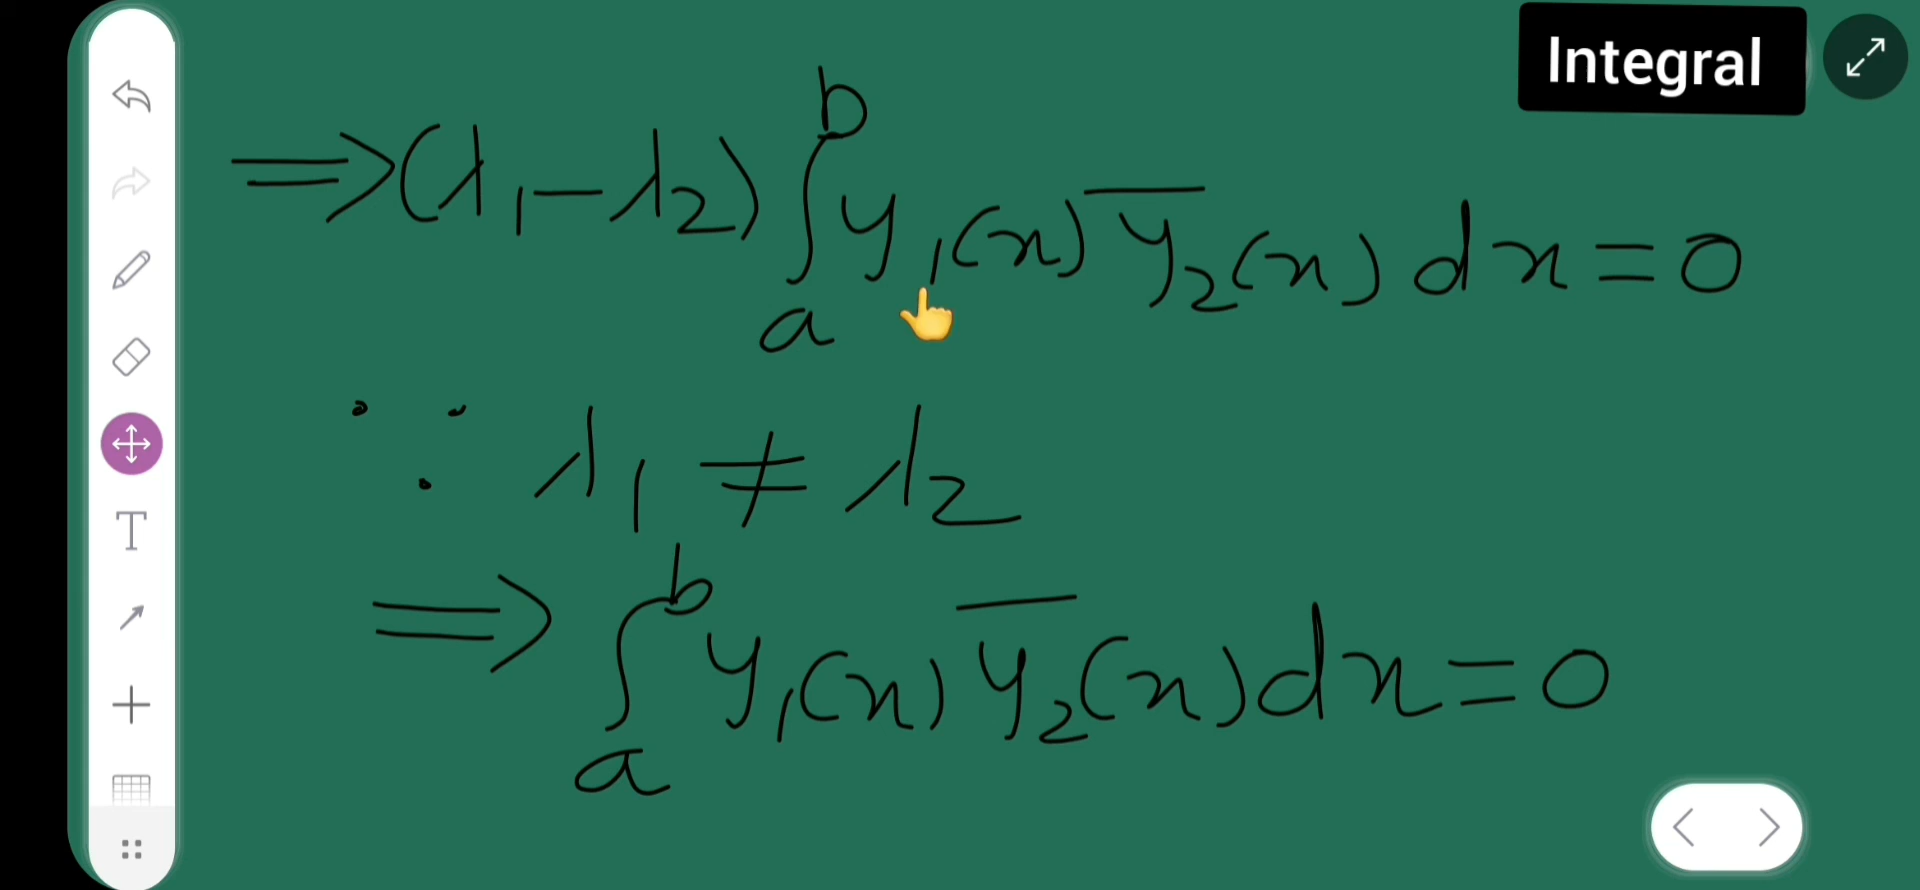 Integral
⇒(λ₁−λ₂) ∫ₐᵇ y₁(x) y̅₂(x) dx = 0
∵ λ₁ ≠ λ₂
⇒ ∫ₐᵇ y₁(x) y̅₂(x) dx = 0
T